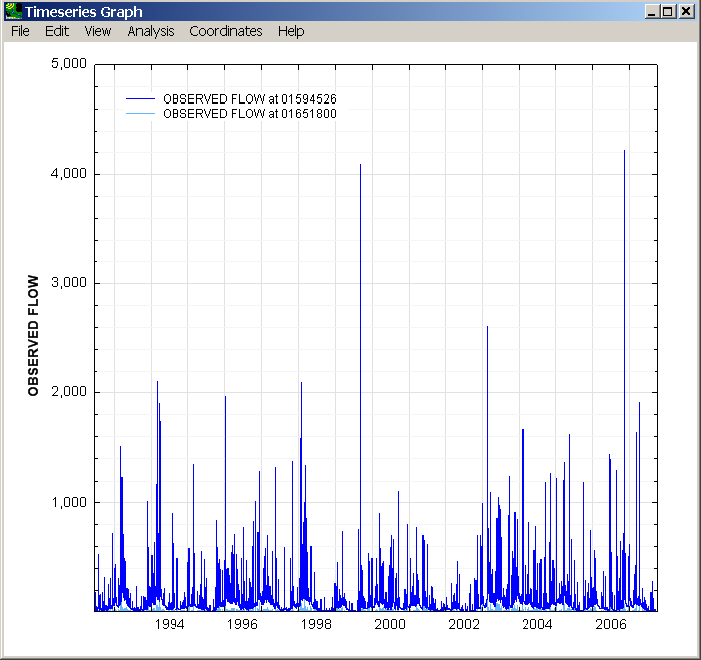 Timeseries Graph
File Edit View Analysis Coordinates Help
5,000
OBSERVED FLOW at 01594526
OBSERVED FLOW at 01651800
4,000
3,000
OBSERVED FLOW
2,000
1,000
1994 1996 1998 2000 2002 2004 2006